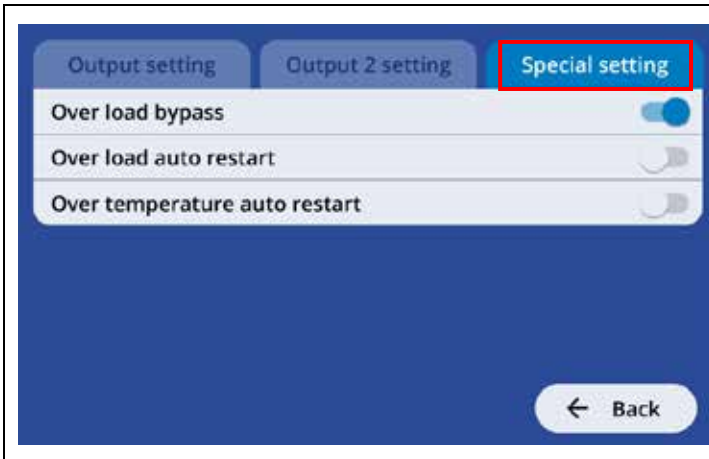 Output setting Output 2 setting Special setting
Over load bypass
Over load auto restart
Over temperature auto restart
← Back